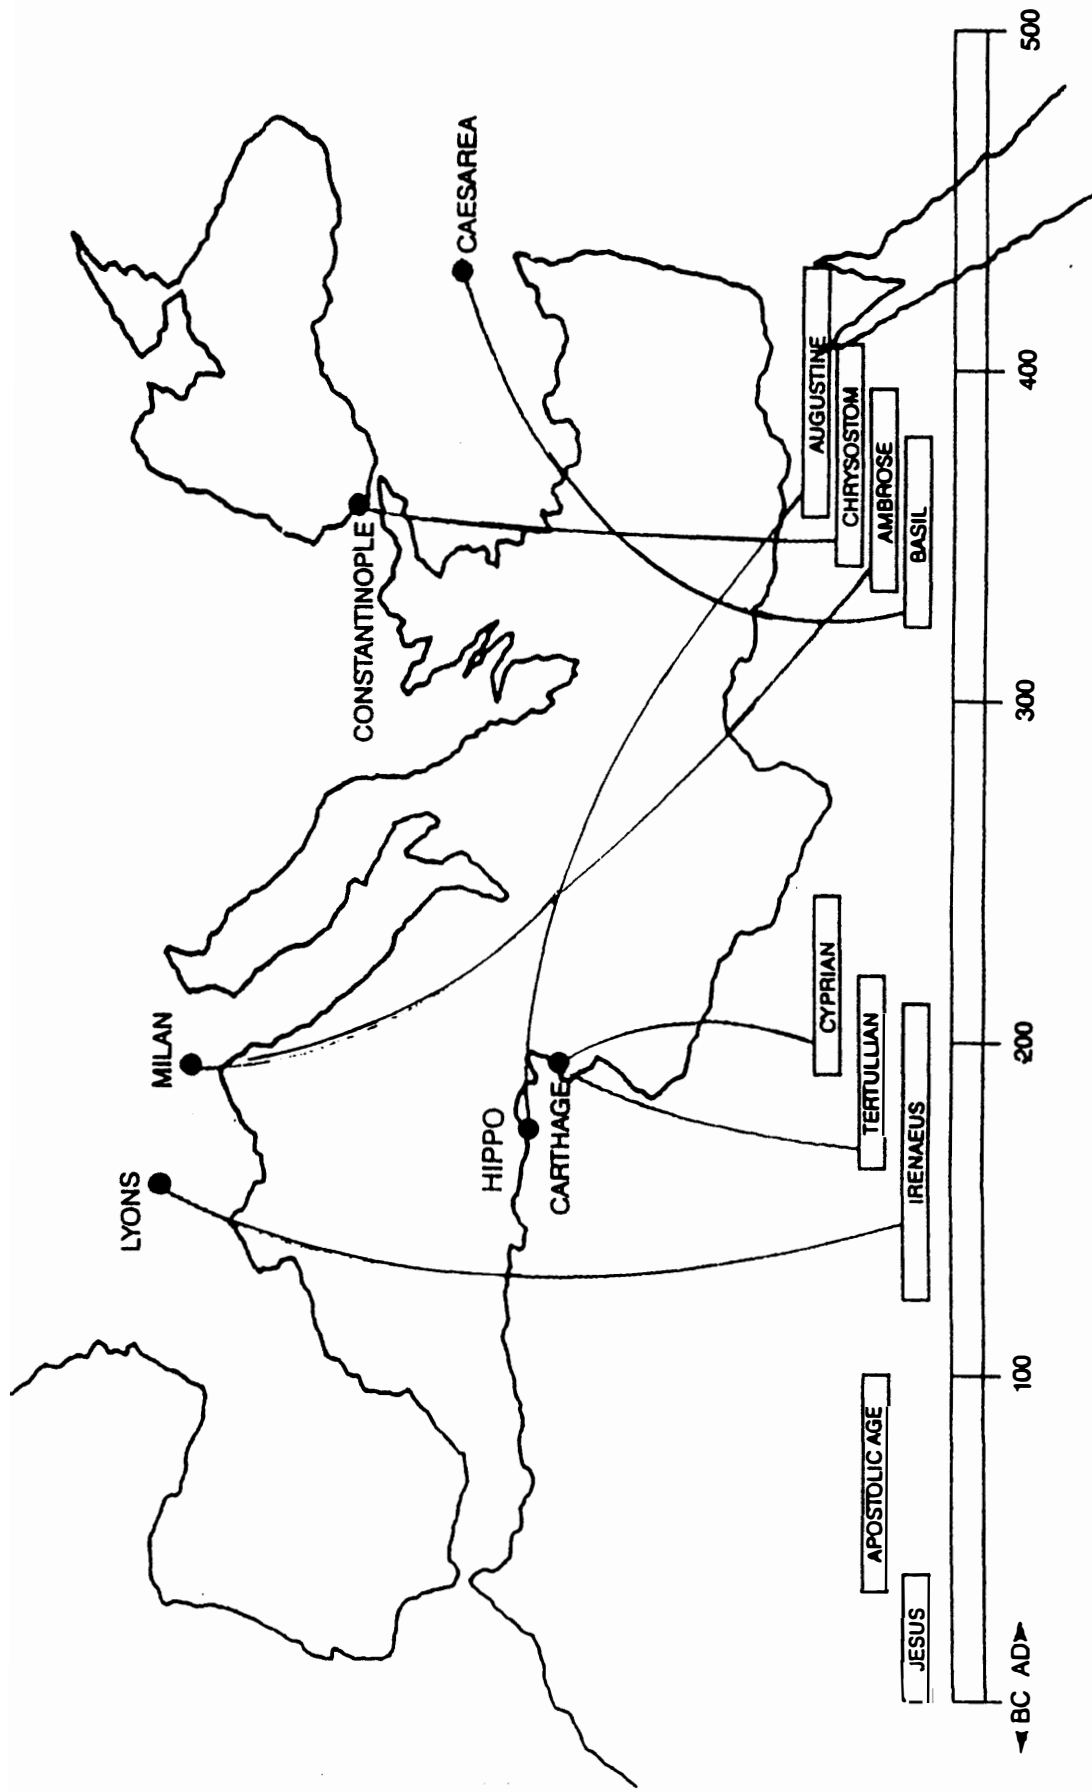 LYONS
MILAN
CONSTANTINOPLE
CAESAREA
HIPPO
CARTHAGE
AUGUSTINE
CYPRIAN
CHRYSOSTOM
APOSTOLIC AGE
TERTULLIAN
AMBROSE
JESUS
IRENAEUS
BASIL
◄ BC AD ►
100
200
300
400
500